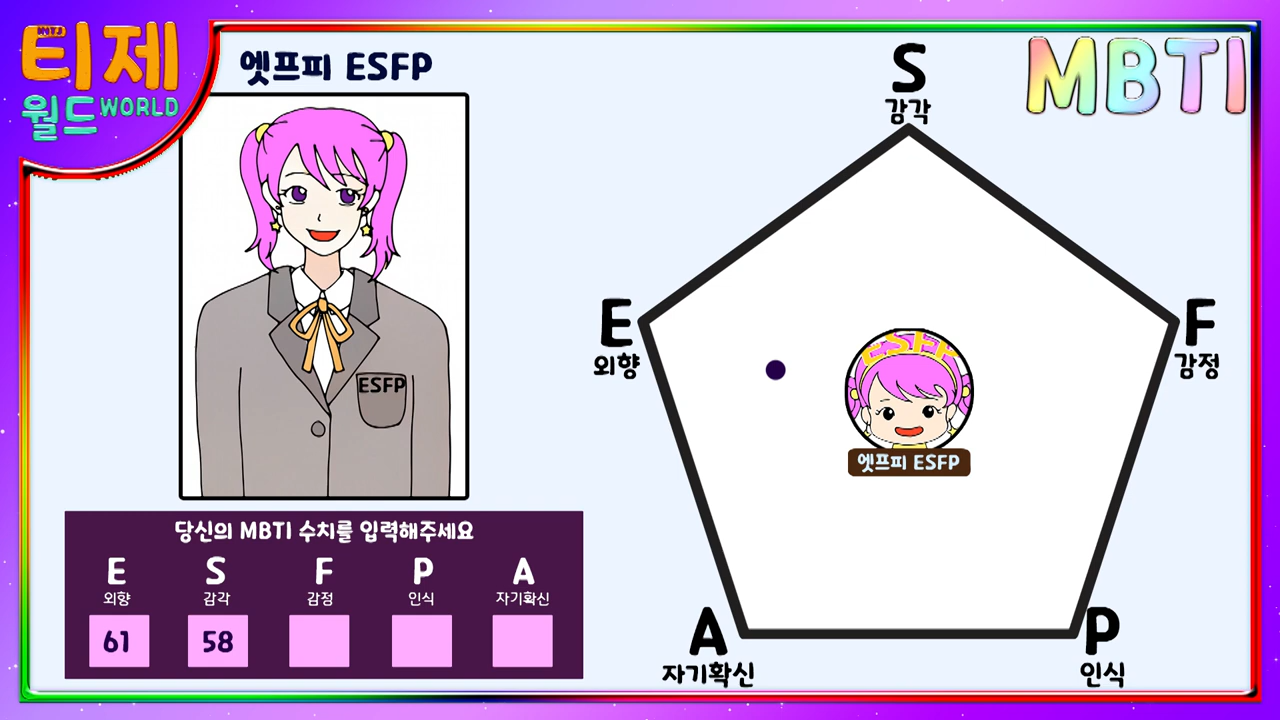 MBTI
티제
월드 WORLD
엣프피 ESFP
MBTI
ESFP
S
감각
E
외향
F
감정
ESFP
엣프피 ESFP
A
자기확신
P
인식
당신의 MBTI 수치를 입력해주세요
E S F P A
외향 감각 감정 인식 자기확신
61 58